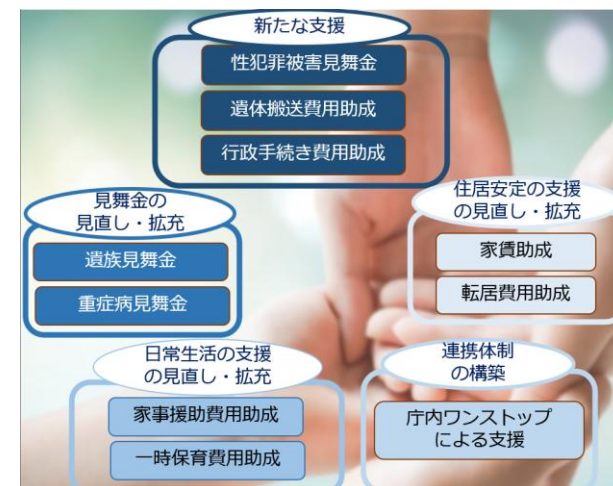 新たな支援
性犯罪被害見舞金
遺体搬送費用助成
行政手続き費用助成
見舞金の
見直し・拡充
遺族見舞金
重症病見舞金
住居安定の支援
の見直し・拡充
家賃助成
転居費用助成
日常生活の支援
の見直し・拡充
家事援助費用助成
一時保育費用助成
連携体制
の構築
庁内ワンストップ
による支援